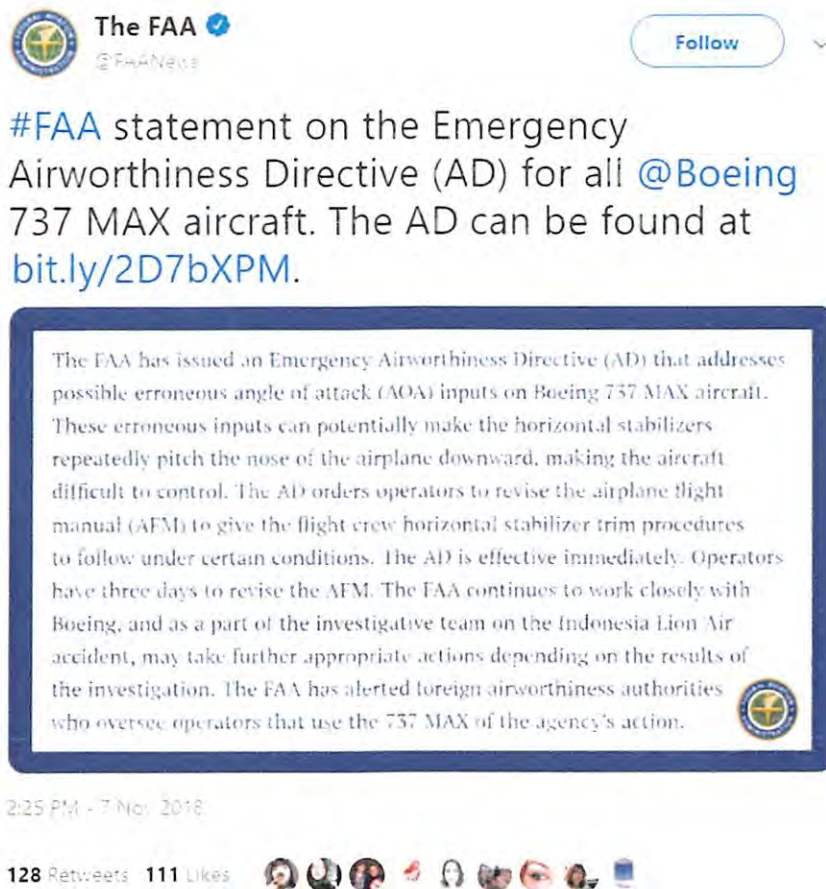 The FAA
@FAANews
Follow
#FAA statement on the Emergency
Airworthiness Directive (AD) for all @Boeing
737 MAX aircraft. The AD can be found at
bit.ly/2D7bXPM.
The FAA has issued an Emergency Airworthiness Directive (AD) that addresses
possible erroneous angle of attack (AOA) inputs on Boeing 737 MAX aircraft.
These erroneous inputs can potentially make the horizontal stabilizers
repeatedly pitch the nose of the airplane downward, making the aircraft
difficult to control. The AD orders operators to revise the airplane flight
manual (AFM) to give the flight crew horizontal stabilizer trim procedures
to follow under certain conditions. The AD is effective immediately. Operators
have three days to revise the AFM. The FAA continues to work closely with
Boeing, and as a part of the investigative team on the Indonesia Lion Air
accident, may take further appropriate actions depending on the results of
the investigation. The FAA has alerted foreign airworthiness authorities
who oversee operators that use the 737 MAX of the agency's action.
2:25 PM - 7 Nov 2018
128 Retweets 111 Likes